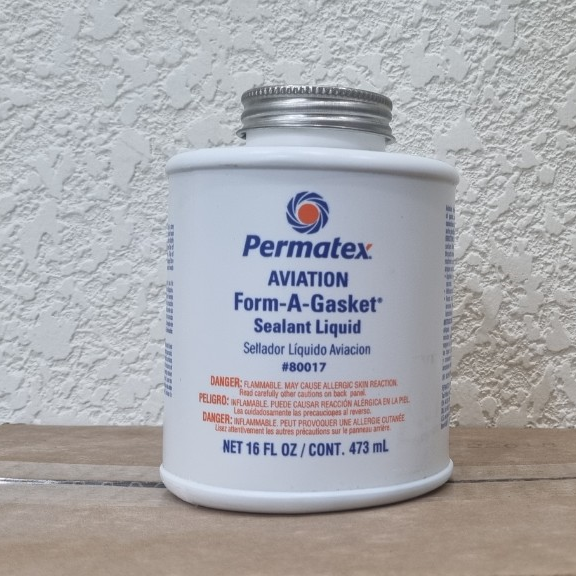 Permatex®
AVIATION
Form-A-Gasket®
Sealant Liquid
Sellador Líquido Aviacion
#80017
DANGER: FLAMMABLE. MAY CAUSE ALLERGIC SKIN REACTION.
Read carefully other cautions on back panel.
PELIGRO: INFLAMABLE. PUEDE CAUSAR REACCIÓN ALÉRGICA EN LA PIEL.
Lea cuidadosamente las precauciones al reverso.
DANGER: INFLAMMABLE. PEUT PROVOQUER UNE ALLERGIE CUTANÉE.
Lisez attentivement les autres précautions sur le panneau arrière.
NET 16 FL OZ / CONT. 473 mL